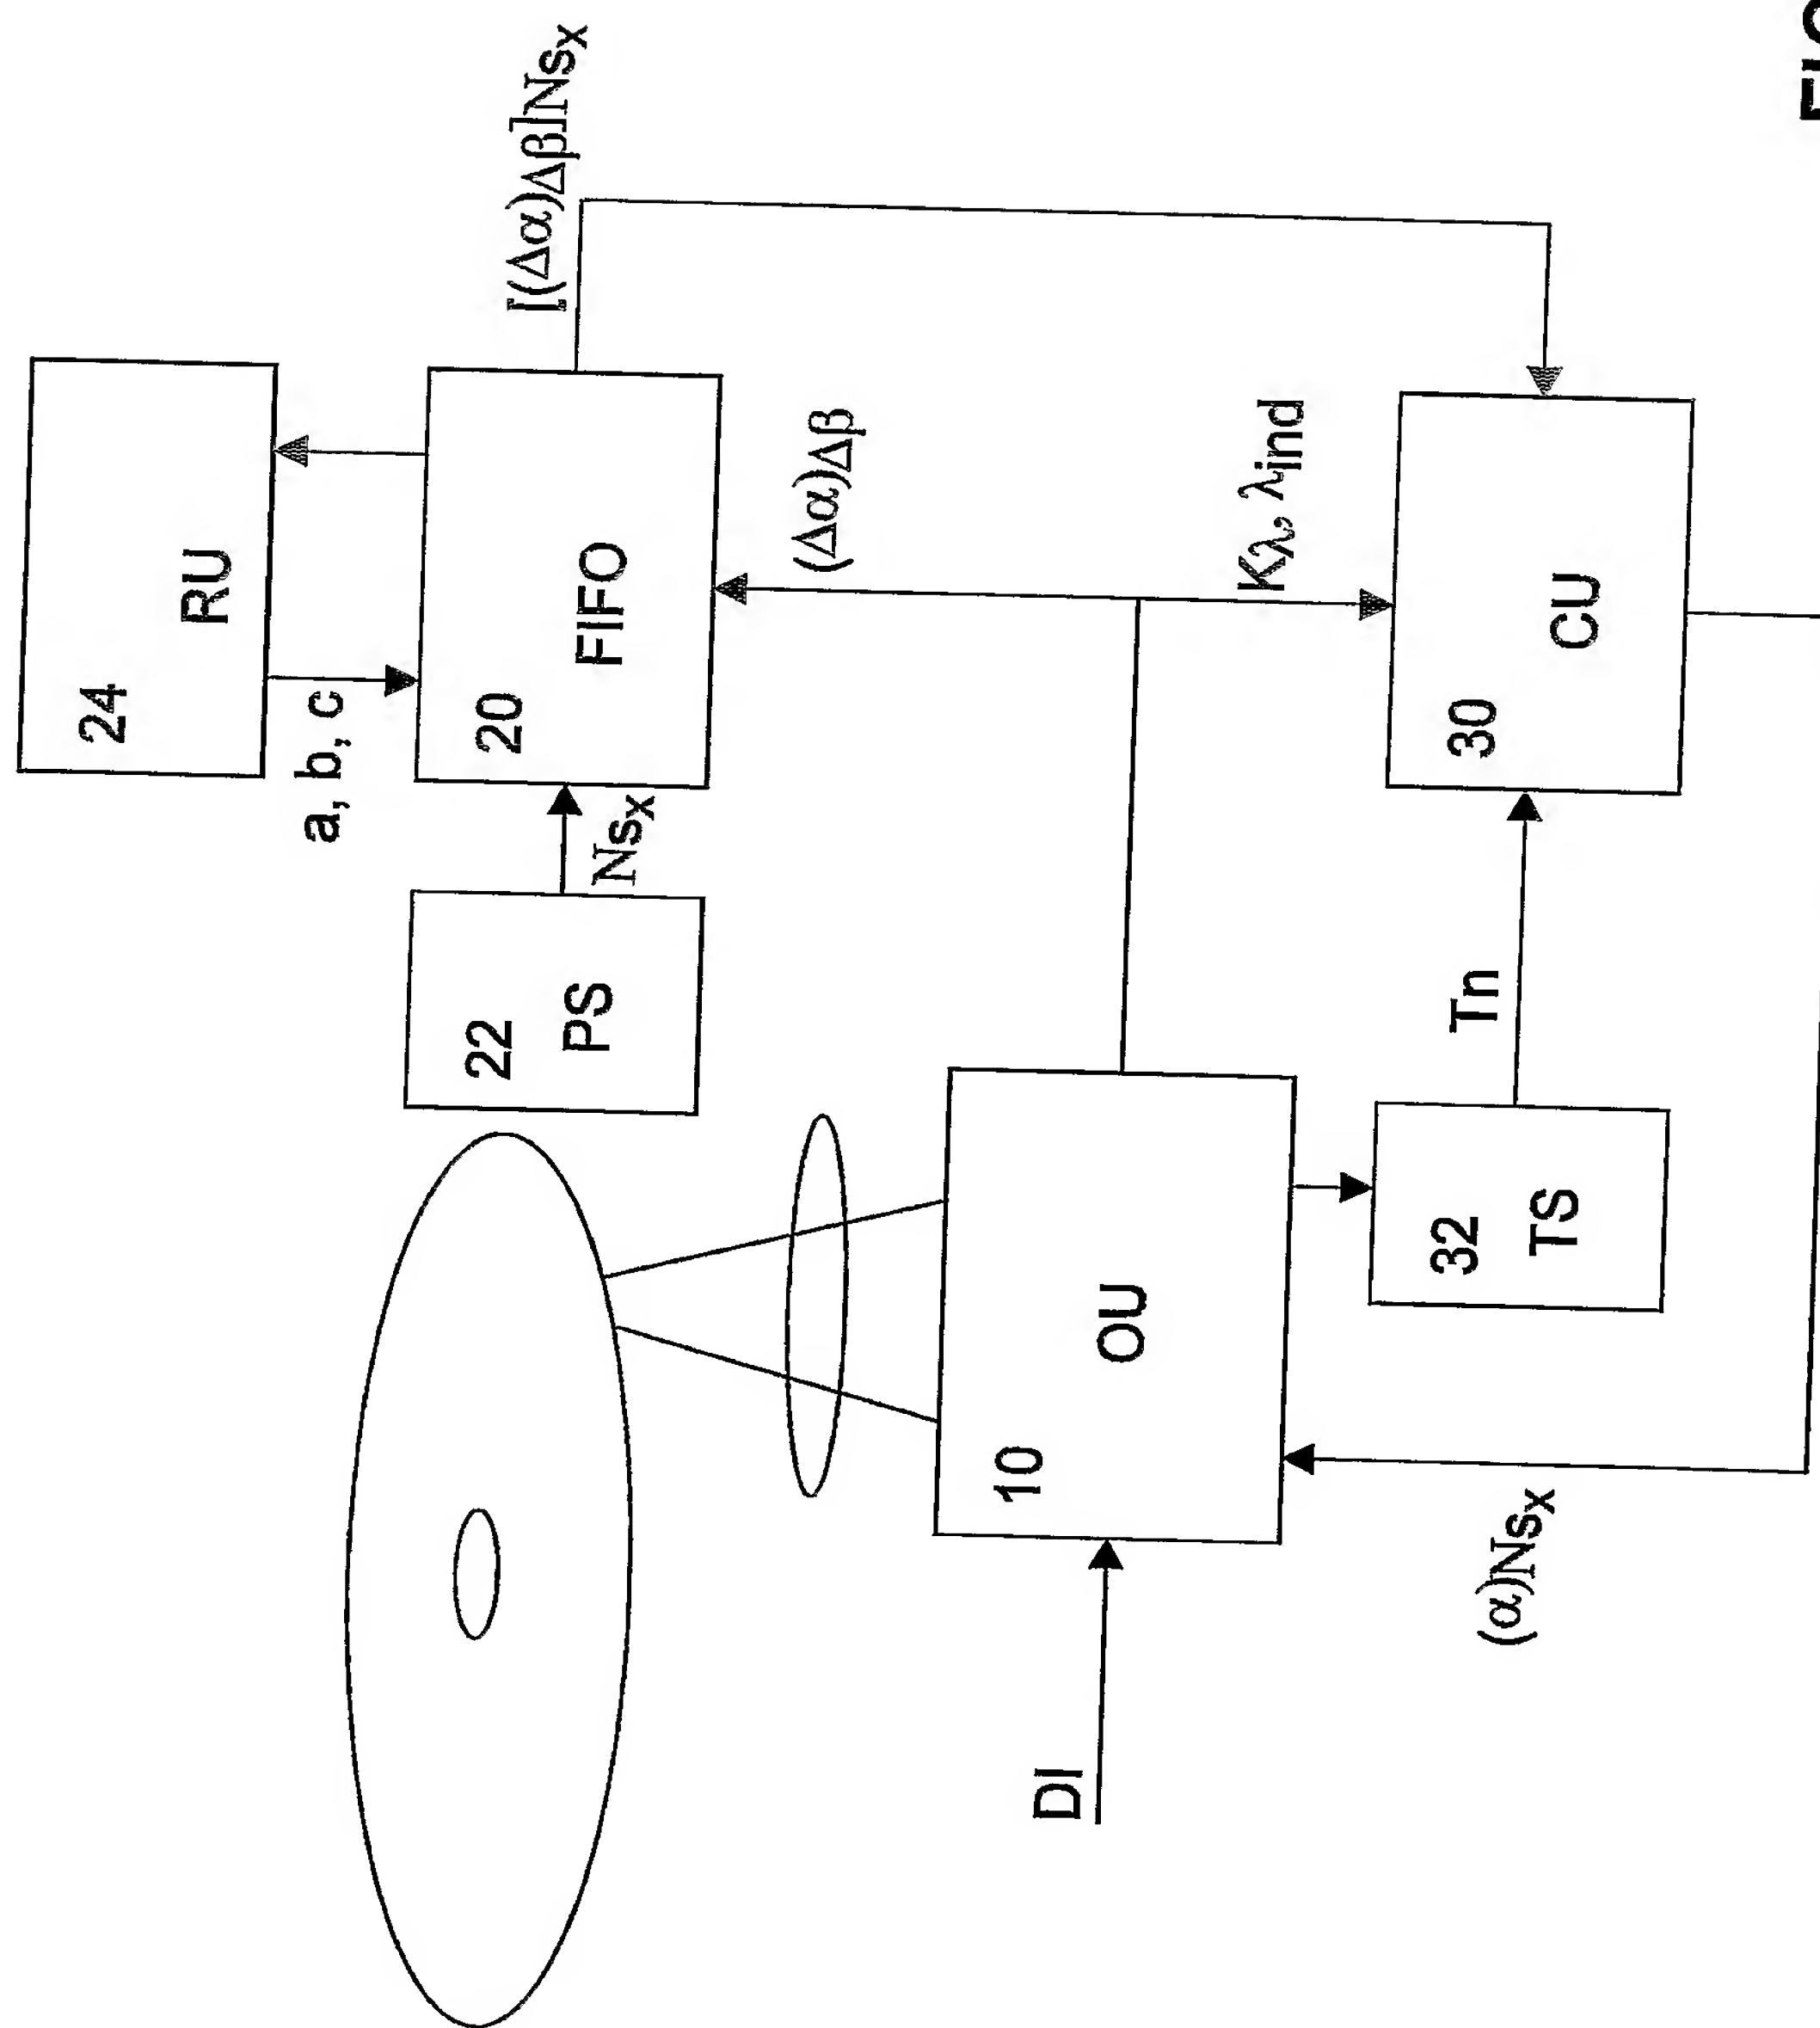 24
RU
a, b, c
20
FIFO
[(Δα)Δβ]Nsx
22
PS
Nsx
(Δα)Δβ
Kλ, λind
30
CU
Tn
10
OU
32
TS
DI
(α)Nsx